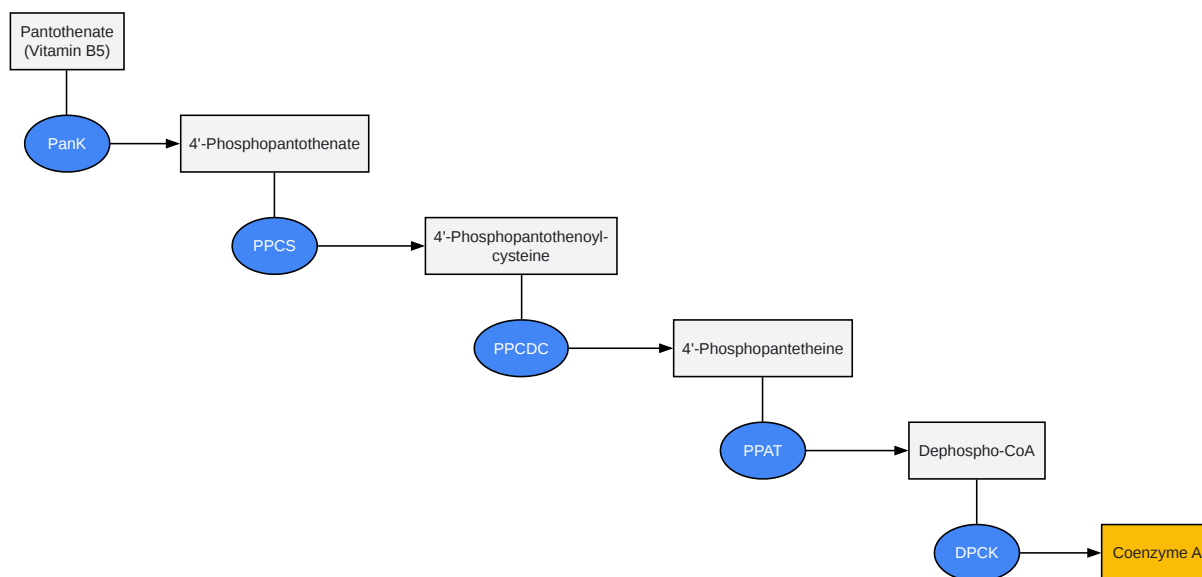 Pantothenate
(Vitamin B5)
PanK
4'-Phosphopantothenate
PPCS
4'-Phosphopantothenoyl-
cysteine
PPCDC
4'-Phosphopantetheine
PPAT
Dephospho-CoA
DPCK
Coenzyme A